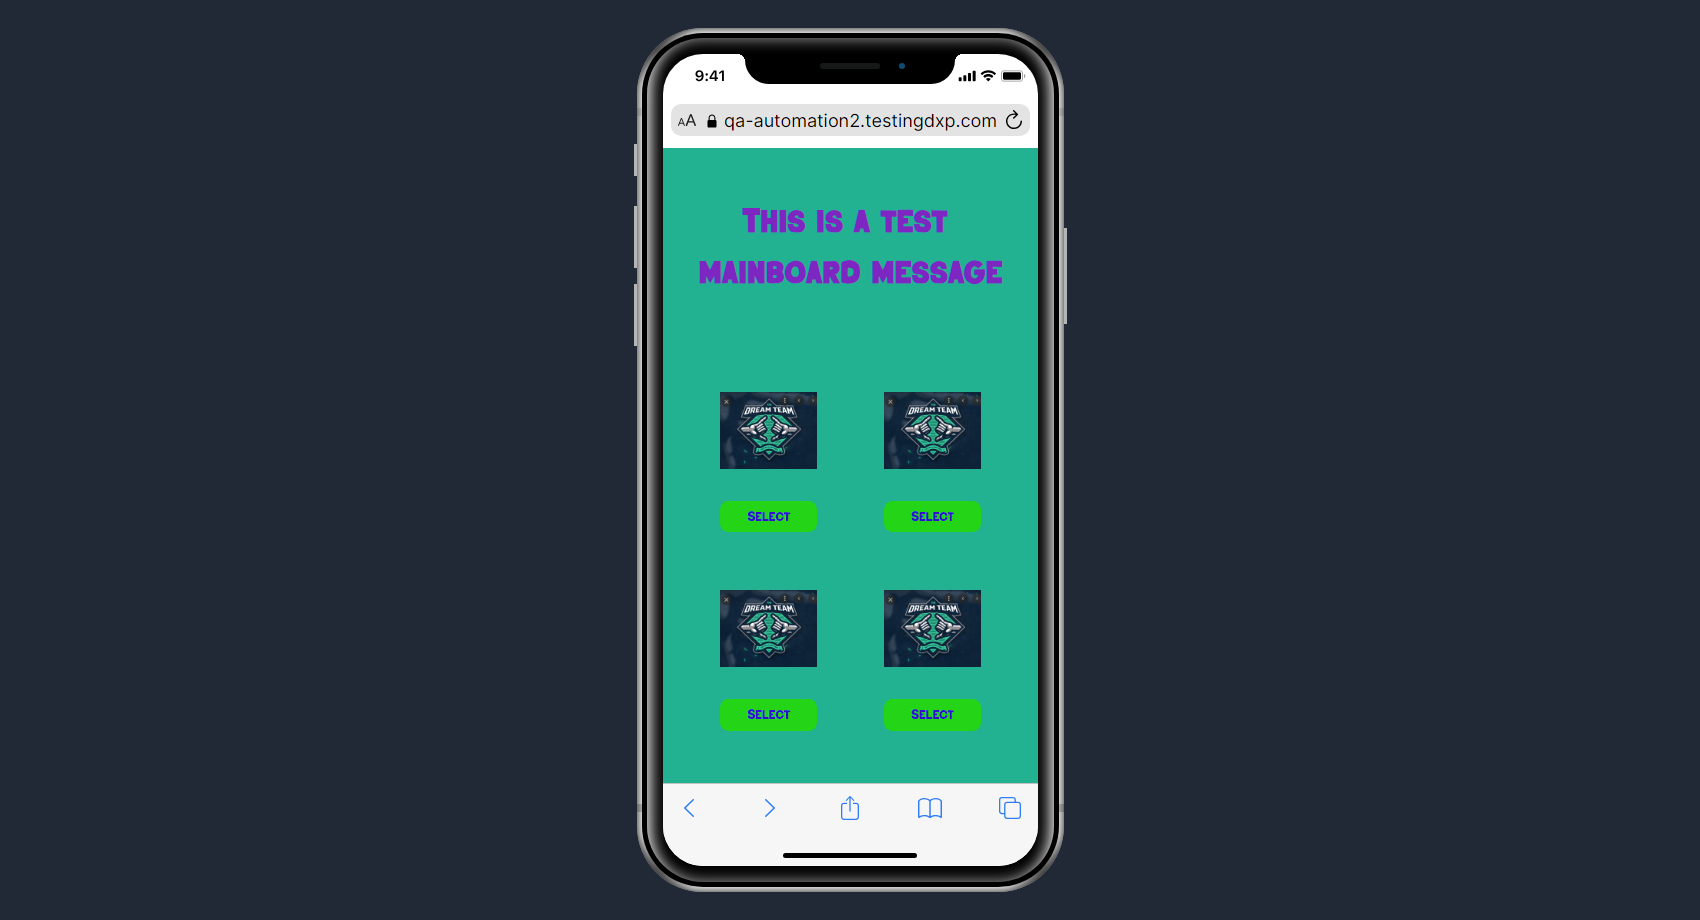 9:41
AA qa-automation2.testingdxp.com
THIS IS A TEST
MAINBOARD MESSAGE
DREAM TEAM DREAM TEAM
SELECT SELECT
DREAM TEAM DREAM TEAM
SELECT SELECT